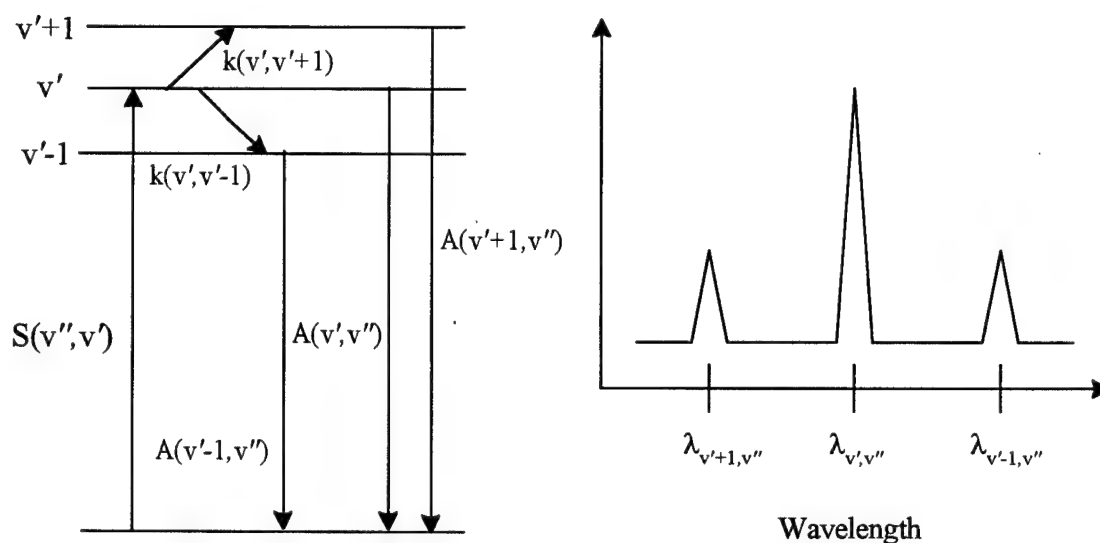 v′+1
k(v′,v′+1)
v′
v′-1
k(v′,v′-1)
A(v′+1,v″)
S(v″,v′)
A(v′,v″)
A(v′-1,v″)
λv′+1,v″
λv′,v″
λv′-1,v″
Wavelength